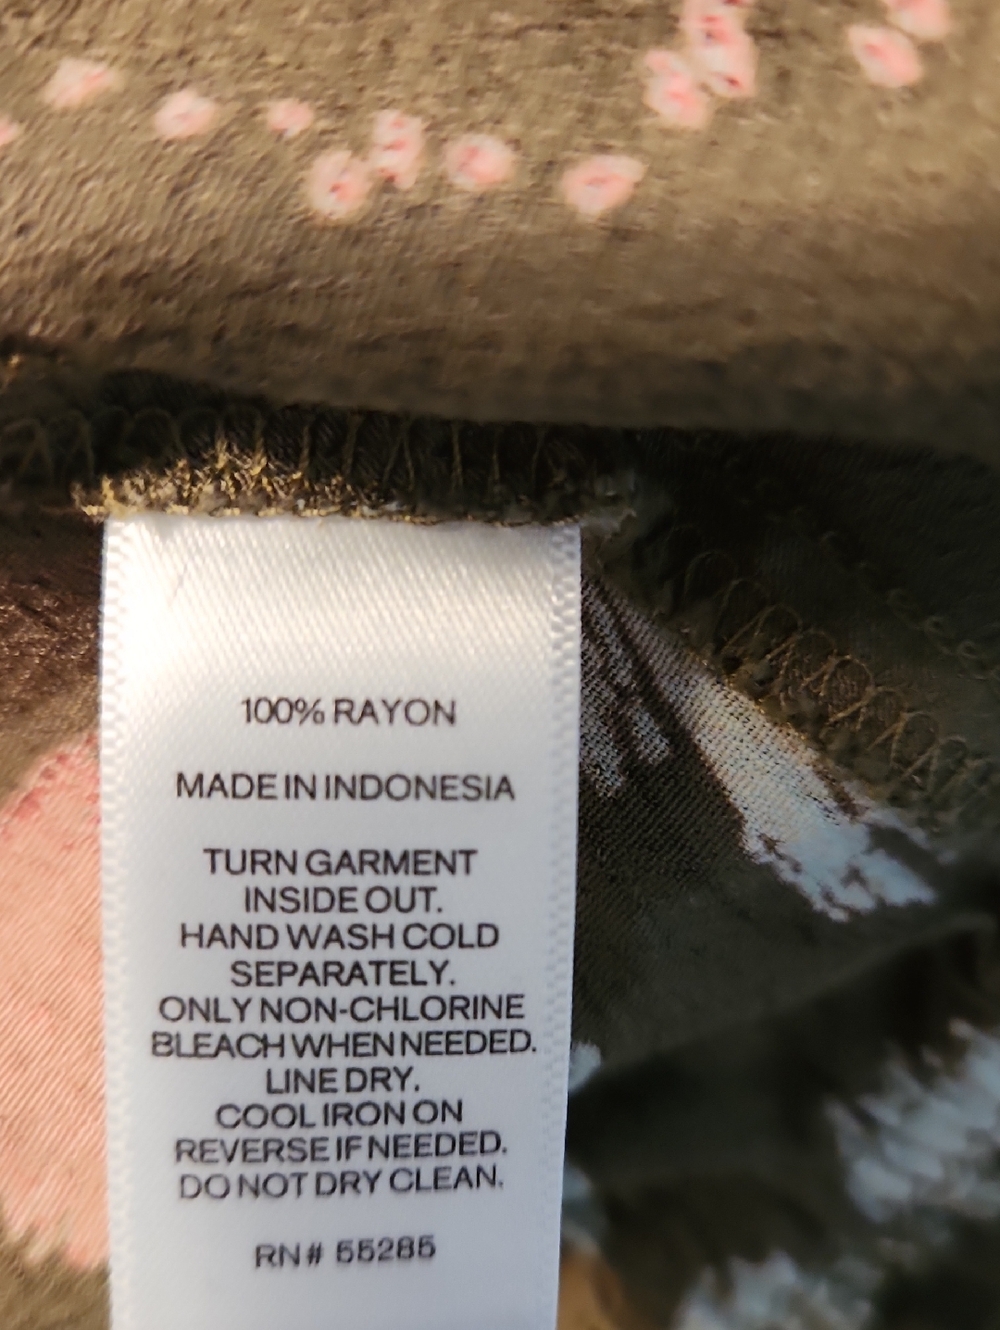 100% RAYON
MADE IN INDONESIA
TURN GARMENT
INSIDE OUT.
HAND WASH COLD
SEPARATELY.
ONLY NON-CHLORINE
BLEACH WHEN NEEDED.
LINE DRY.
COOL IRON ON
REVERSE IF NEEDED.
DO NOT DRY CLEAN.
RN# 55285